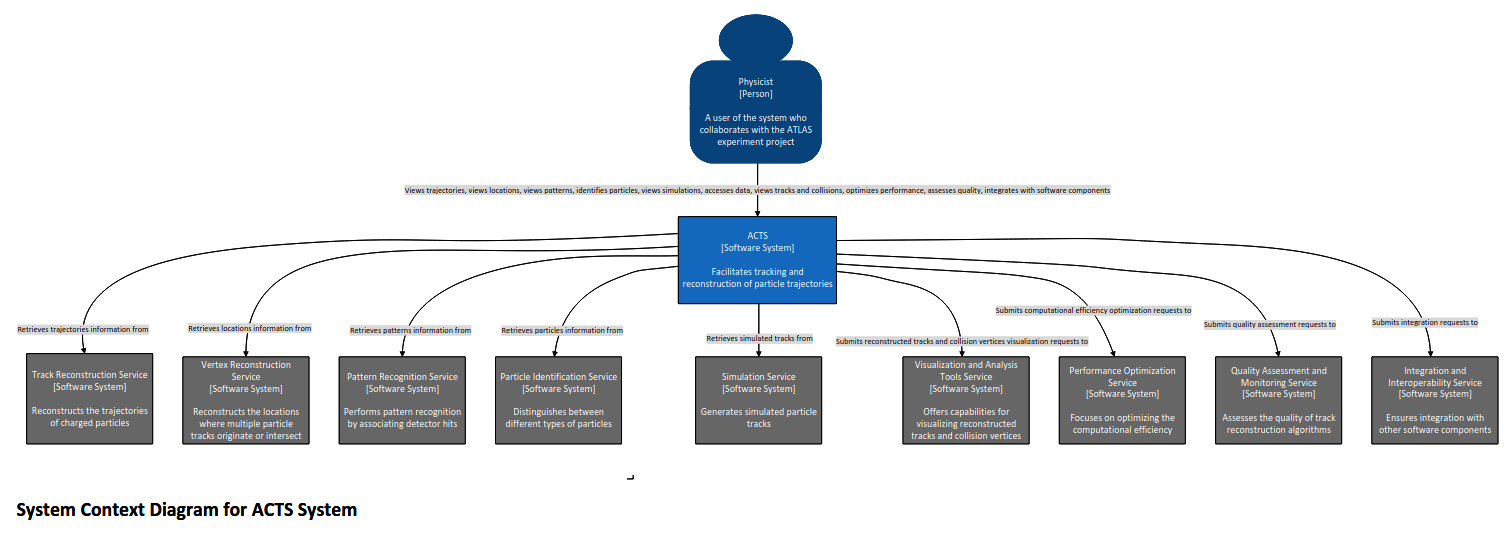 Physicist
[Person]
A user of the system who
collaborates with the ATLAS
experiment project
Views trajectories, views locations, views patterns, identifies particles, views simulations, accesses data, views tracks and collisions, optimizes performance, assesses quality, integrates with software components
ACTS
[Software System]
Facilitates tracking and
reconstruction of particle trajectories
Retrieves trajectories information from
Retrieves locations information from
Retrieves patterns information from
Retrieves particles information from
Retrieves simulated tracks from
Submits reconstructed tracks and collision vertices visualization requests to
Submits computational efficiency optimization requests to
Submits quality assessment requests to
Submits integration requests to
Track Reconstruction Service
[Software System]
Reconstructs the trajectories
of charged particles
Vertex Reconstruction
Service
[Software System]
Reconstructs the locations
where multiple particle
tracks originate or intersect
Pattern Recognition Service
[Software System]
Performs pattern recognition
by associating detector hits
Particle Identification Service
[Software System]
Distinguishes between
different types of particles
Simulation Service
[Software System]
Generates simulated particle
tracks
Visualization and Analysis
Tools Service
[Software System]
Offers capabilities for
visualizing reconstructed
tracks and collision vertices
Performance Optimization
Service
[Software System]
Focuses on optimizing the
computational efficiency
Quality Assessment and
Monitoring Service
[Software System]
Assesses the quality of track
reconstruction algorithms
Integration and
Interoperability Service
[Software System]
Ensures integration with
other software components
System Context Diagram for ACTS System